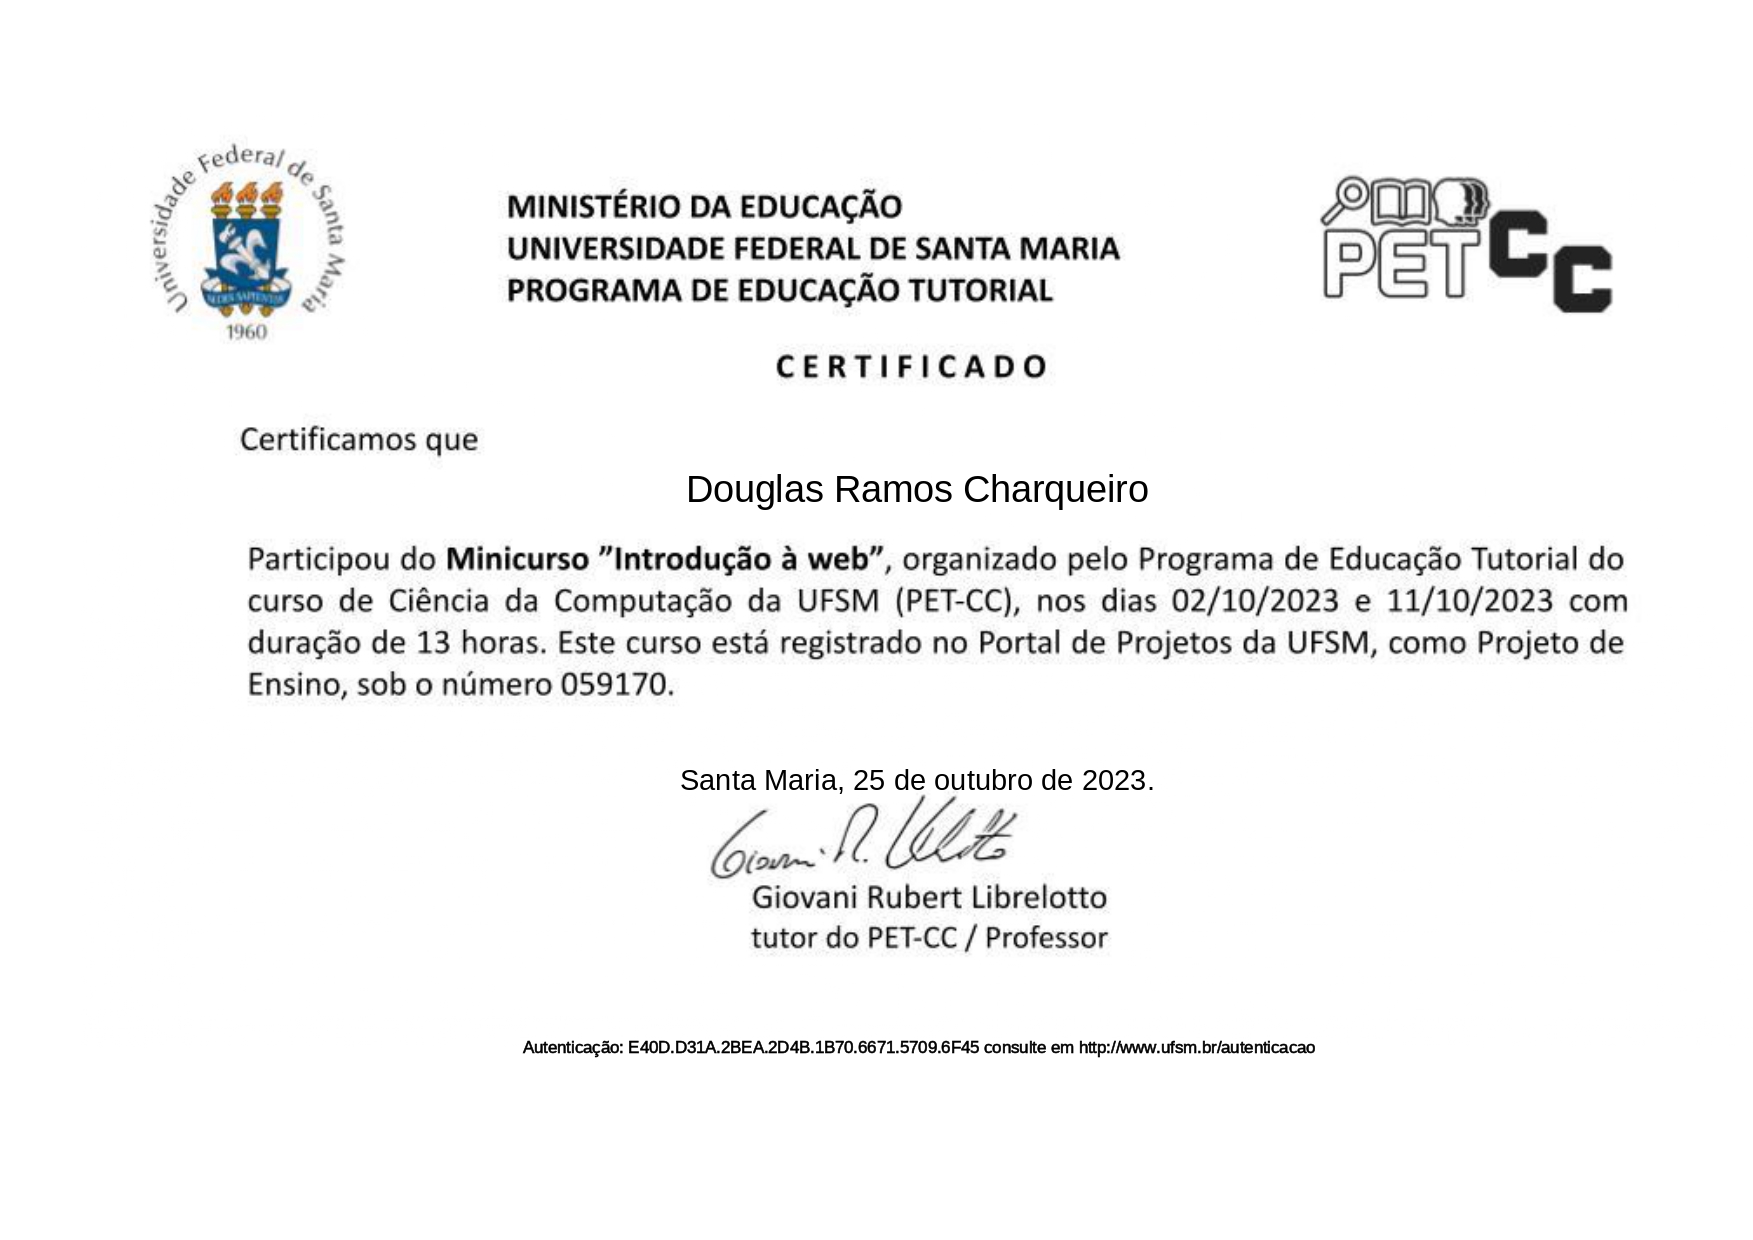 Universidade Federal de Santa Maria
SEDES SAPIENTIAE
1960
MINISTÉRIO DA EDUCAÇÃO
UNIVERSIDADE FEDERAL DE SANTA MARIA
PROGRAMA DE EDUCAÇÃO TUTORIAL
PET CC
CERTIFICADO
Certificamos que
Douglas Ramos Charqueiro
Participou do Minicurso ”Introdução à web”, organizado pelo Programa de Educação Tutorial do
curso de Ciência da Computação da UFSM (PET-CC), nos dias 02/10/2023 e 11/10/2023 com
duração de 13 horas. Este curso está registrado no Portal de Projetos da UFSM, como Projeto de
Ensino, sob o número 059170.
Santa Maria, 25 de outubro de 2023.
Giovani R. Librelotto
Giovani Rubert Librelotto
tutor do PET-CC / Professor
Autenticação: E40D.D31A.2BEA.2D4B.1B70.6671.5709.6F45 consulte em http://www.ufsm.br/autenticacao